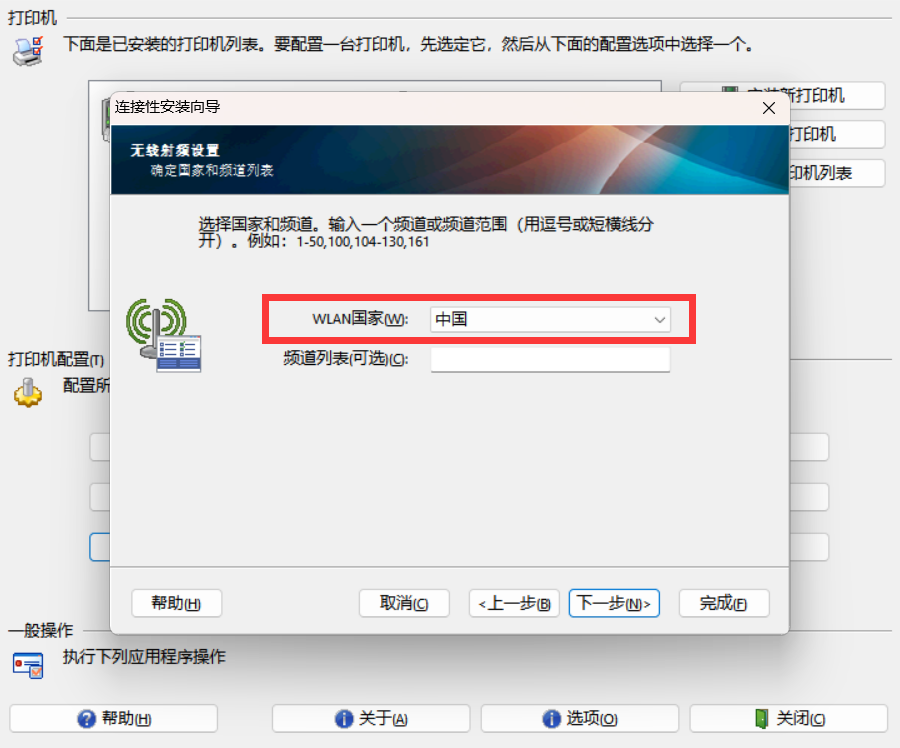 打印机
下面是已安装的打印机列表。要配置一台打印机，先选定它，然后从下面的配置选项中选择一个。
新打印机
连接性安装向导
打印机
无线射频设置
确定国家和频道列表
印机列表
选择国家和频道。输入一个频道或频道范围（用逗号或短横线分
开）。例如：1-50,100,104-130,161
WLAN国家(W):
中国
频道列表(可选)(C):
打印机配置(T)
配置所
帮助(H)
取消(C)
<上一步(B)
下一步(N)>
完成(F)
一般操作
执行下列应用程序操作
帮助(H)
关于(A)
选项(O)
关闭(C)